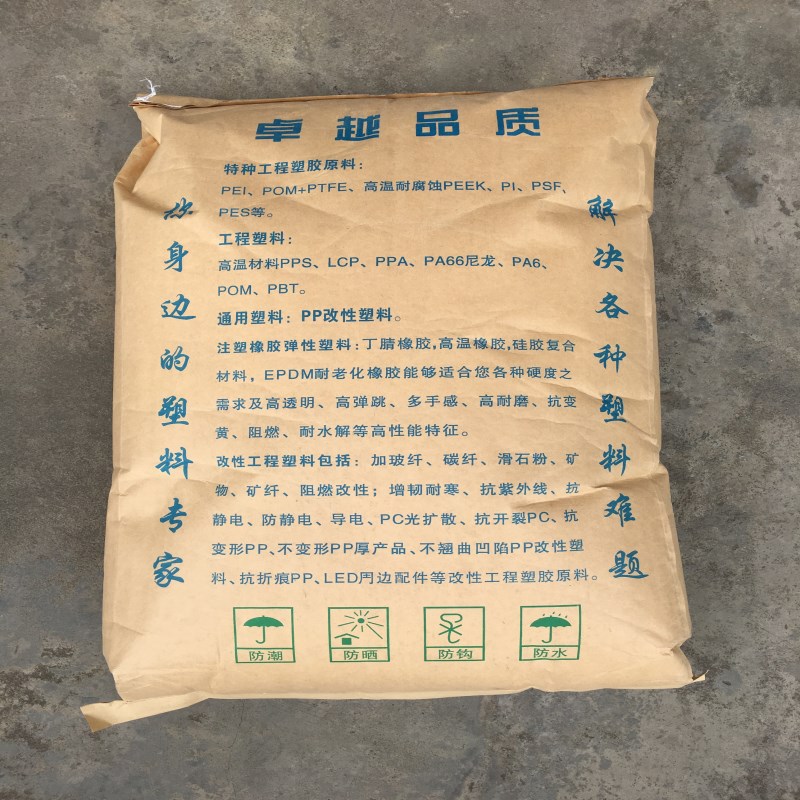 卓越品质
特种工程塑胶原料：
PEI、POM+PTFE、高温耐腐蚀PEEK、PI、PSF、
PES等。
工程塑料：
高温材料PPS、LCP、PPA、PA66尼龙、PA6、
POM、PBT。
通用塑料：PP改性塑料。
注塑橡胶弹性塑料：丁腈橡胶,高温橡胶,硅胶复合
材料，EPDM耐老化橡胶能够适合您各种硬度之
需求及高透明、高弹跳、多手感、高耐磨、抗变
黄、阻燃、耐水解等高性能特征。
改性工程塑料包括：加玻纤、碳纤、滑石粉、矿
物、矿纤、阻燃改性；增韧耐寒、抗紫外线、抗
静电、防静电、导电、PC光扩散、抗开裂PC、抗
变形PP、不变形PP厚产品、不翘曲凹陷PP改性塑
料、抗折痕PP、LED周边配件等改性工程塑胶原料。
您身边的塑料专家
解决各种塑料难题
防潮
防晒
防钩
防水